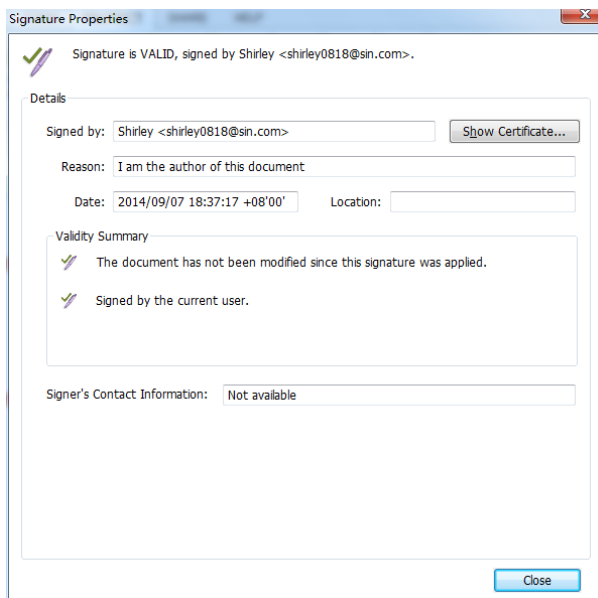 Signature Properties
SHARE HELP
Signature is VALID, signed by Shirley <shirley0818@sin.com>.
Details
Signed by: Shirley <shirley0818@sin.com> Show Certificate...
Reason: I am the author of this document
Date: 2014/09/07 18:37:17 +08'00' Location:
Validity Summary
The document has not been modified since this signature was applied.
Signed by the current user.
Signer's Contact Information: Not available
Close